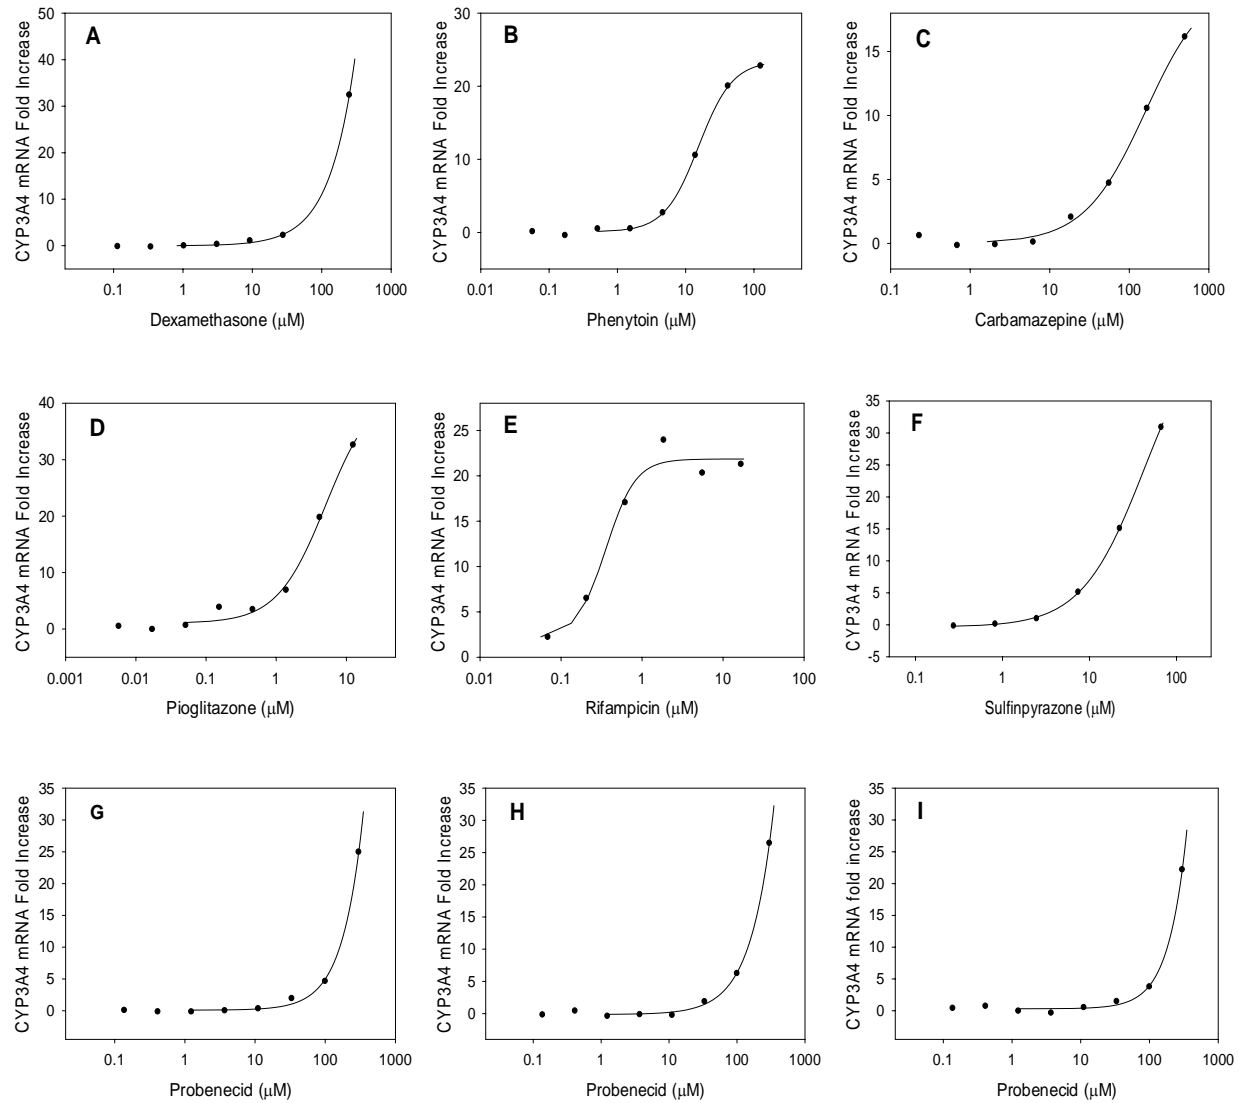 A
CYP3A4 mRNA Fold Increase
50
40
30
20
10
0
0.1 1 10 100 1000
Dexamethasone (μM)
B
CYP3A4 mRNA Fold Increase
30
20
10
0
0.01 0.1 1 10 100
Phenytoin (μM)
C
CYP3A4 mRNA Fold Increase
15
10
5
0
0.1 1 10 100 1000
Carbamazepine (μM)
D
CYP3A4 mRNA Fold Increase
40
30
20
10
0
0.001 0.01 0.1 1 10
Pioglitazone (μM)
E
CYP3A4 mRNA Fold Increase
25
20
15
10
5
0
0.01 0.1 1 10 100
Rifampicin (μM)
F
CYP3A4 mRNA Fold Increase
35
30
25
20
15
10
5
0
-5
0.1 1 10 100
Sulfinpyrazone (μM)
G
CYP3A4 mRNA Fold Increase
35
30
25
20
15
10
5
0
0.1 1 10 100 1000
Probenecid (μM)
H
CYP3A4 mRNA Fold Increase
35
30
25
20
15
10
5
0
0.1 1 10 100 1000
Probenecid (μM)
I
CYP3A4 mRNA fold increase
35
30
25
20
15
10
5
0
0.1 1 10 100 1000
Probenecid (μM)